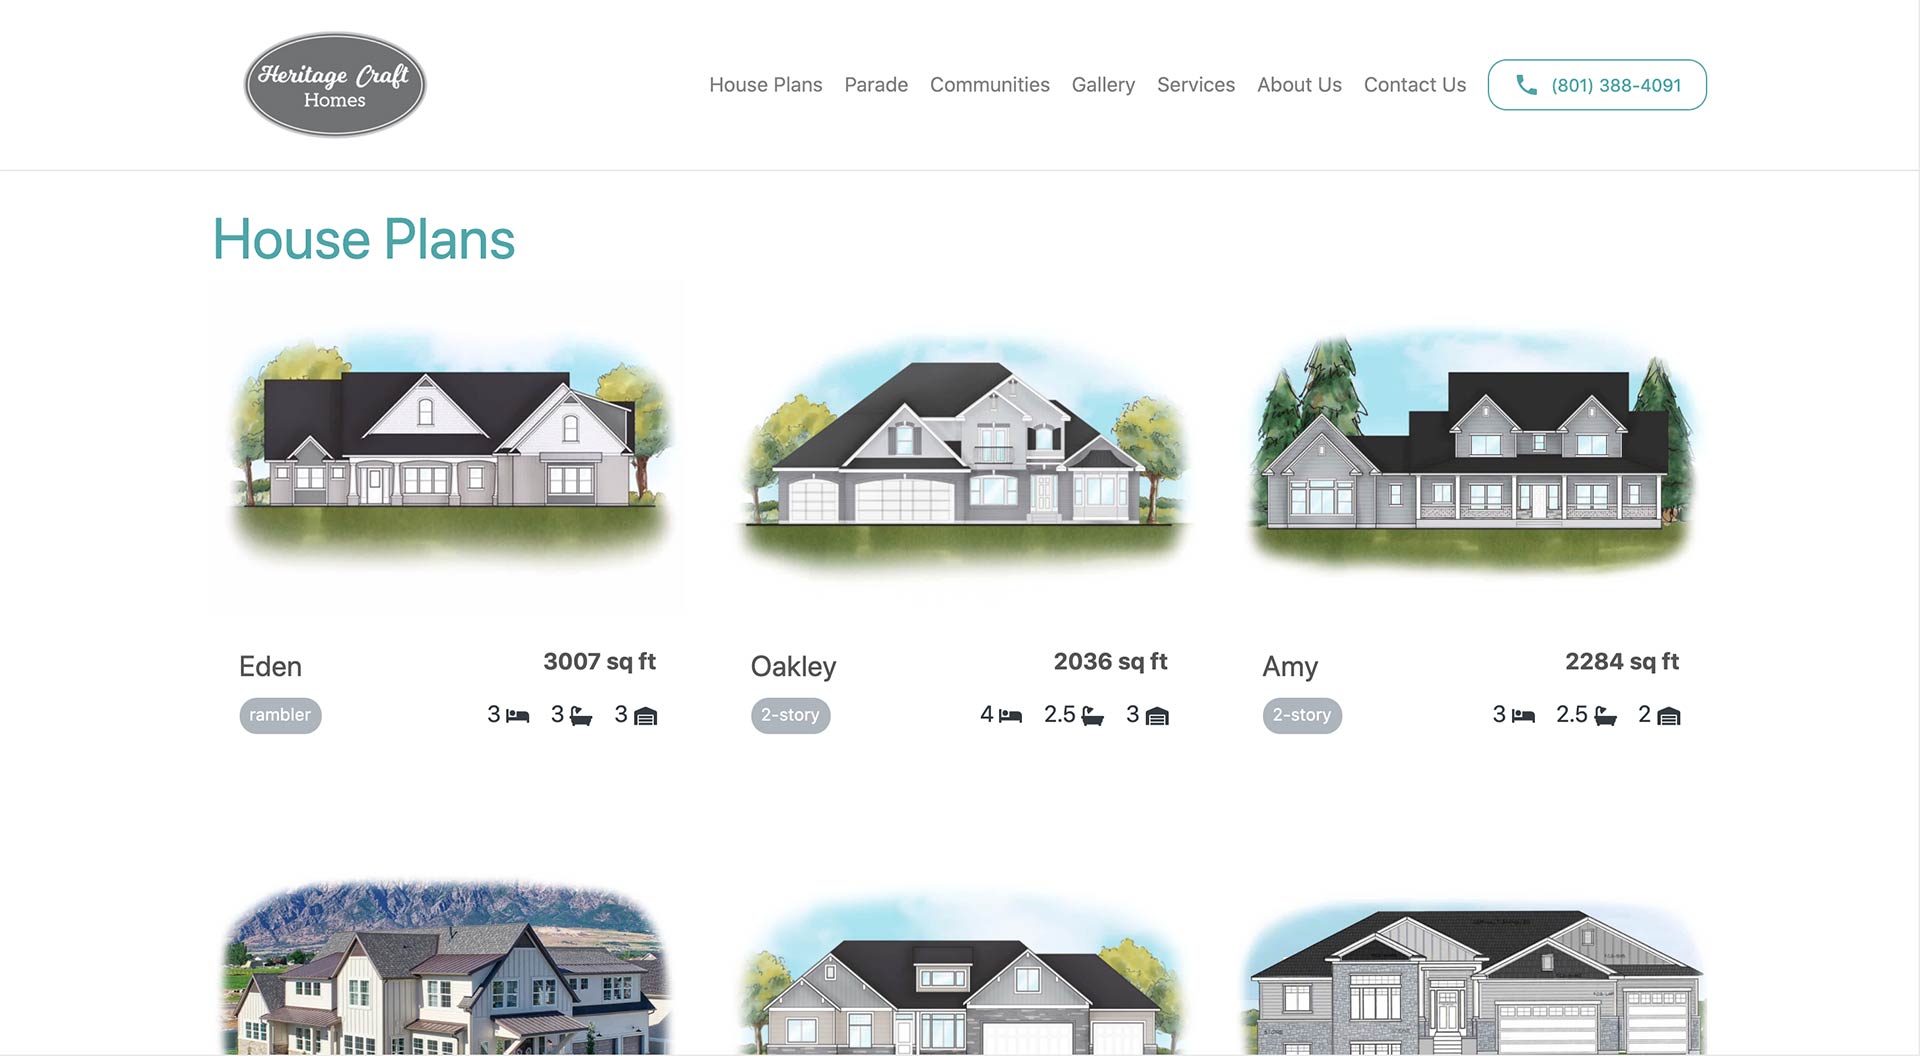 Heritage Craft
Homes
House Plans Parade Communities Gallery Services About Us Contact Us (801) 388-4091
House Plans
Eden 3007 sq ft
rambler 3 3 3
Oakley 2036 sq ft
2-story 4 2.5 3
Amy 2284 sq ft
2-story 3 2.5 2